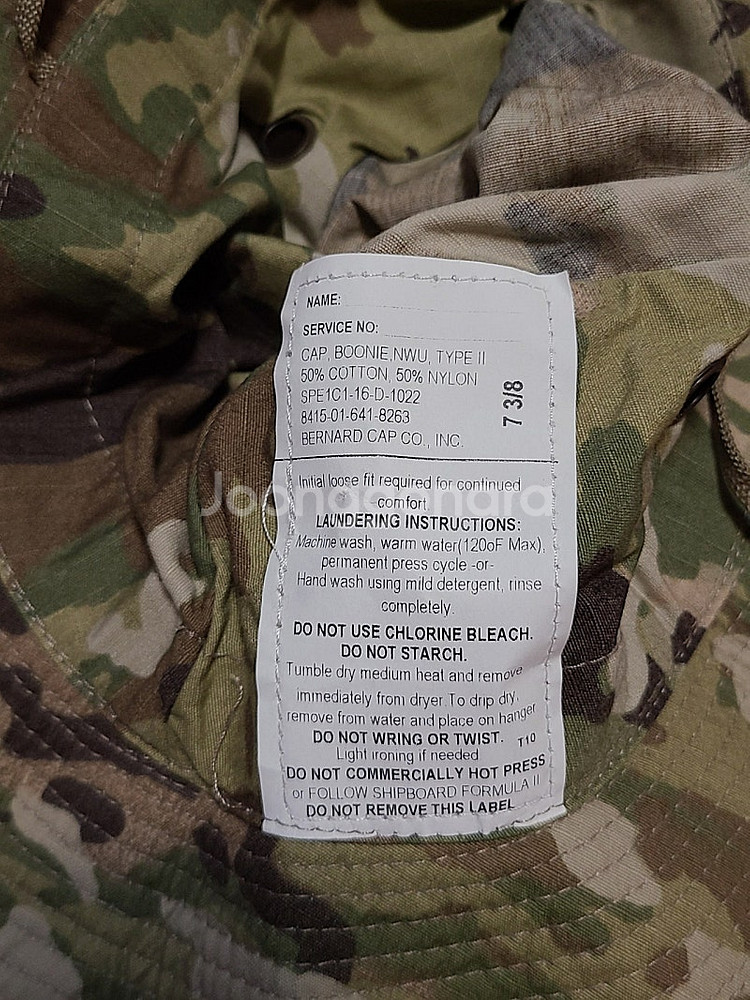 NAME:
SERVICE NO:
CAP, BOONIE,NWU, TYPE II
50% COTTON, 50% NYLON
SPE1C1-16-D-1022
8415-01-641-8263
BERNARD CAP CO., INC.
7 3/8
Initial loose fit required for continued
comfort.
LAUNDERING INSTRUCTIONS:
Machine wash, warm water(120oF Max),
permanent press cycle -or-
Hand wash using mild detergent, rinse
completely.
DO NOT USE CHLORINE BLEACH.
DO NOT STARCH.
Tumble dry medium heat and remove
immediately from dryer. To drip dry,
remove from water and place on hanger
DO NOT WRING OR TWIST. T10
Light ironing if needed
DO NOT COMMERCIALLY HOT PRESS
or FOLLOW SHIPBOARD FORMULA II
DO NOT REMOVE THIS LABEL
Joonggonara